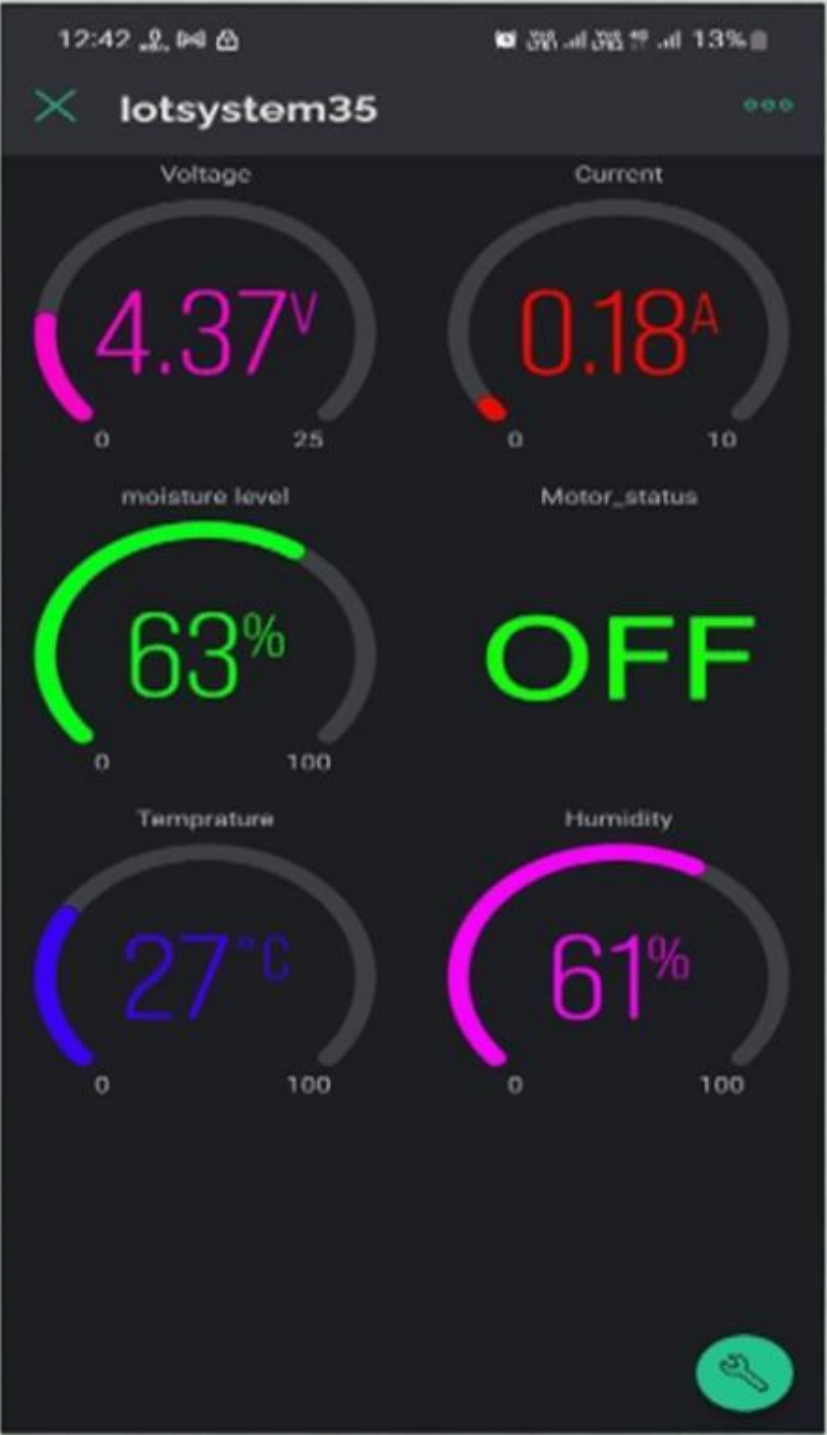 12:42 13%
Iotsystem35
Voltage Current
4.37V 0.18A
0 25 0 10
moisture level Motor_status
63% OFF
0 100
Temprature Humidity
27°C 61%
0 100 0 100